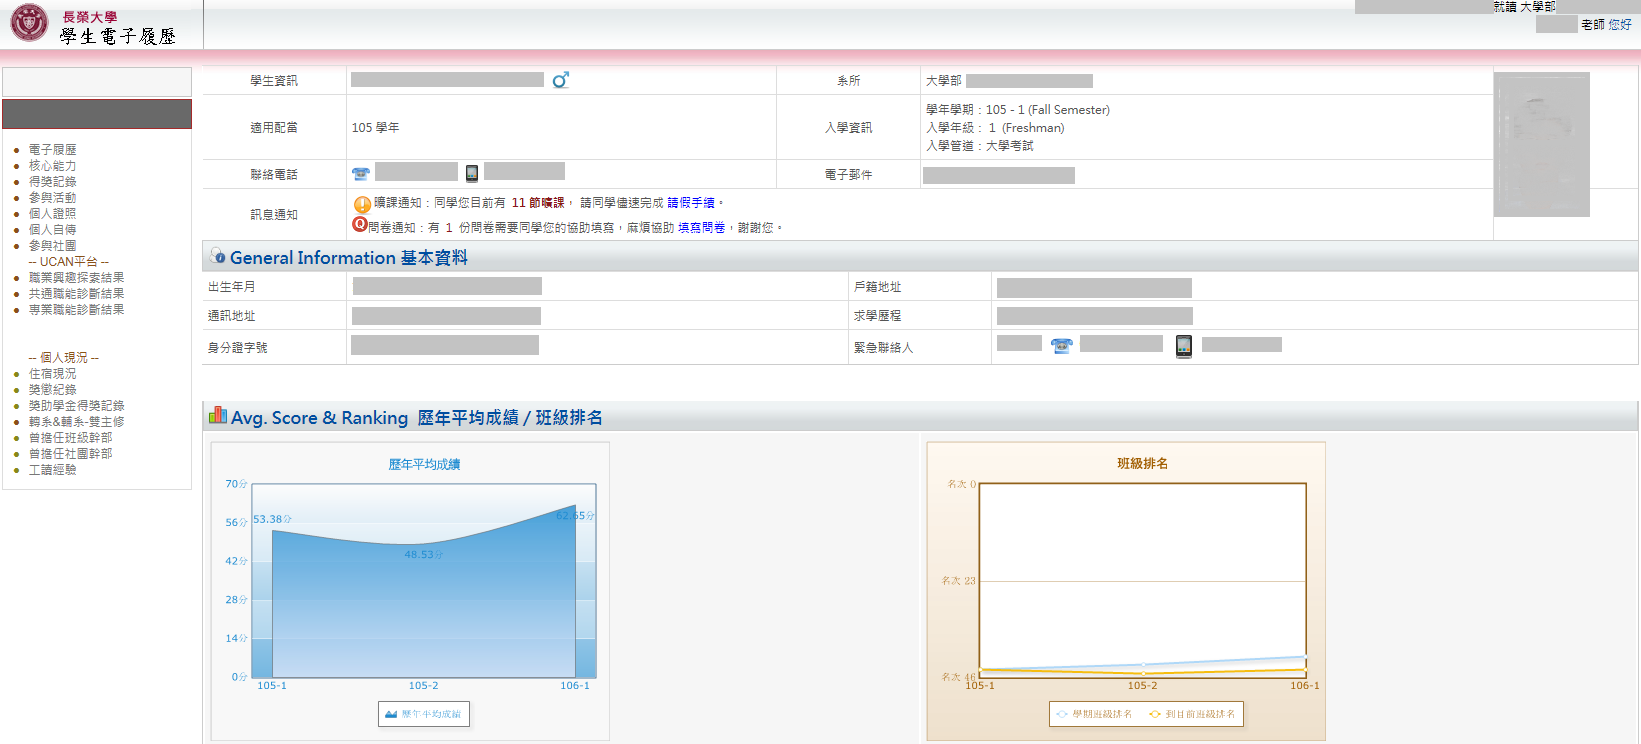 長榮大學
學生電子履歷
就讀 大學部
老師 您好
電子履歷
核心能力
得獎記錄
參與活動
個人證照
個人自傳
參與社團
-- UCAN平台 --
職業興趣探索結果
共通職能診斷結果
專業職能診斷結果
-- 個人現況 --
住宿現況
獎懲紀錄
獎助學金得獎記錄
轉系&輔系-雙主修
曾擔任班級幹部
曾擔任社團幹部
工讀經驗
學生資訊
系所
大學部
適用配當
105 學年
入學資訊
學年學期：105 - 1 (Fall Semester)
入學年級： 1 (Freshman)
入學管道：大學考試
聯絡電話
電子郵件
訊息通知
曠課通知：同學您目前有 11 節曠課， 請同學儘速完成 請假手續。
問卷通知：有 1 份問卷需要同學您的協助填寫，麻煩協助 填寫問卷，謝謝您。
General Information 基本資料
出生年月
戶籍地址
通訊地址
求學歷程
身分證字號
緊急聯絡人
Avg. Score & Ranking 歷年平均成績 / 班級排名
歷年平均成績
70分
56分
42分
28分
14分
0分
53.38分
48.53分
62.65分
105-1
105-2
106-1
歷年平均成績
班級排名
名次 0
名次 23
名次 46
105-1
105-2
106-1
學期班級排名
到目前班級排名